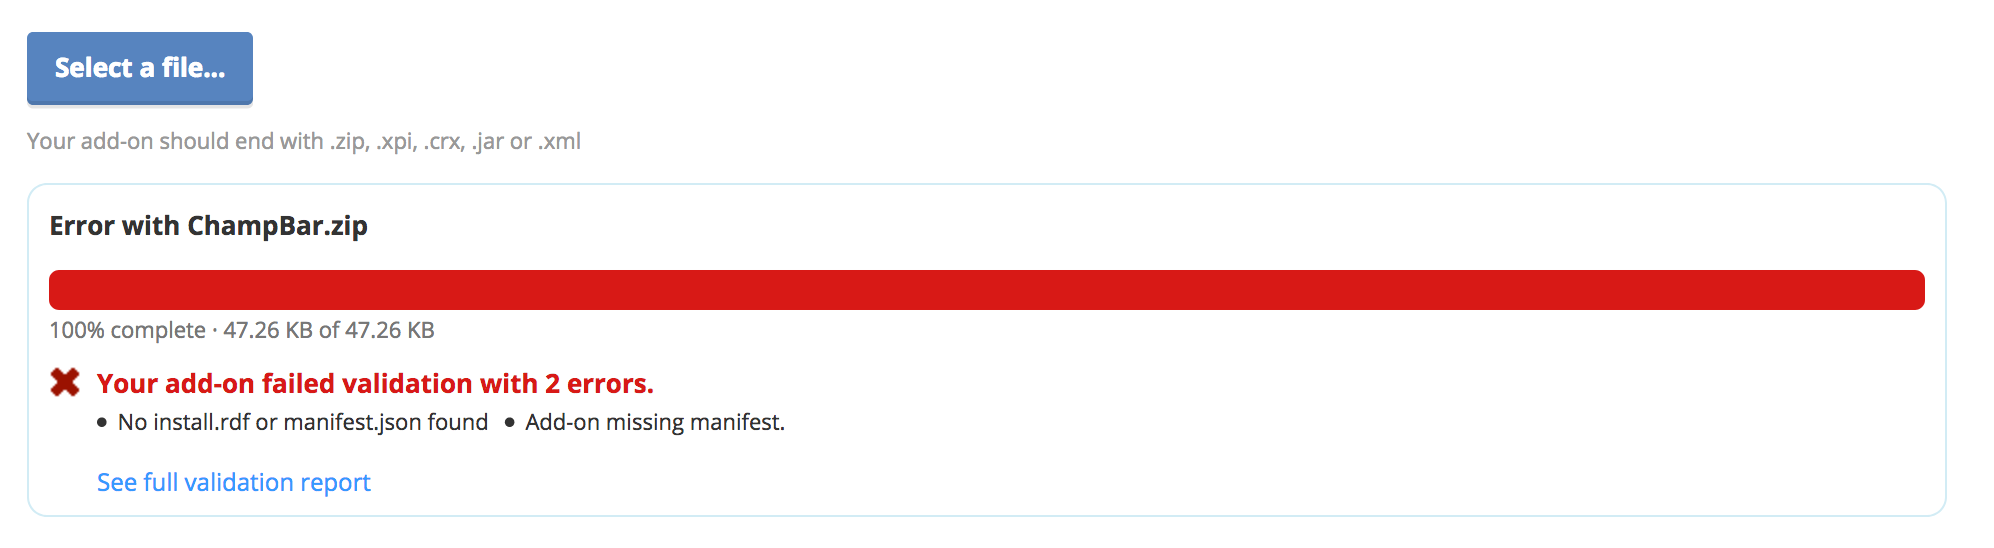 Select a file...
Your add-on should end with .zip, .xpi, .crx, .jar or .xml
Error with ChampBar.zip
100% complete · 47.26 KB of 47.26 KB
Your add-on failed validation with 2 errors.
• No install.rdf or manifest.json found • Add-on missing manifest.
See full validation report